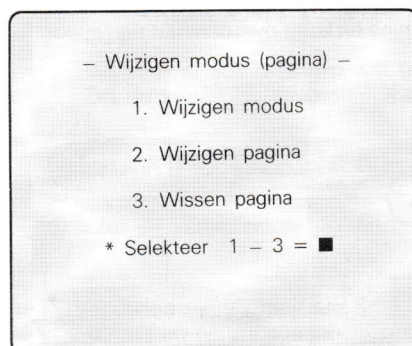 – Wijzigen modus (pagina) –
1. Wijzigen modus
2. Wijzigen pagina
3. Wissen pagina
* Selekteer 1 – 3 = ■